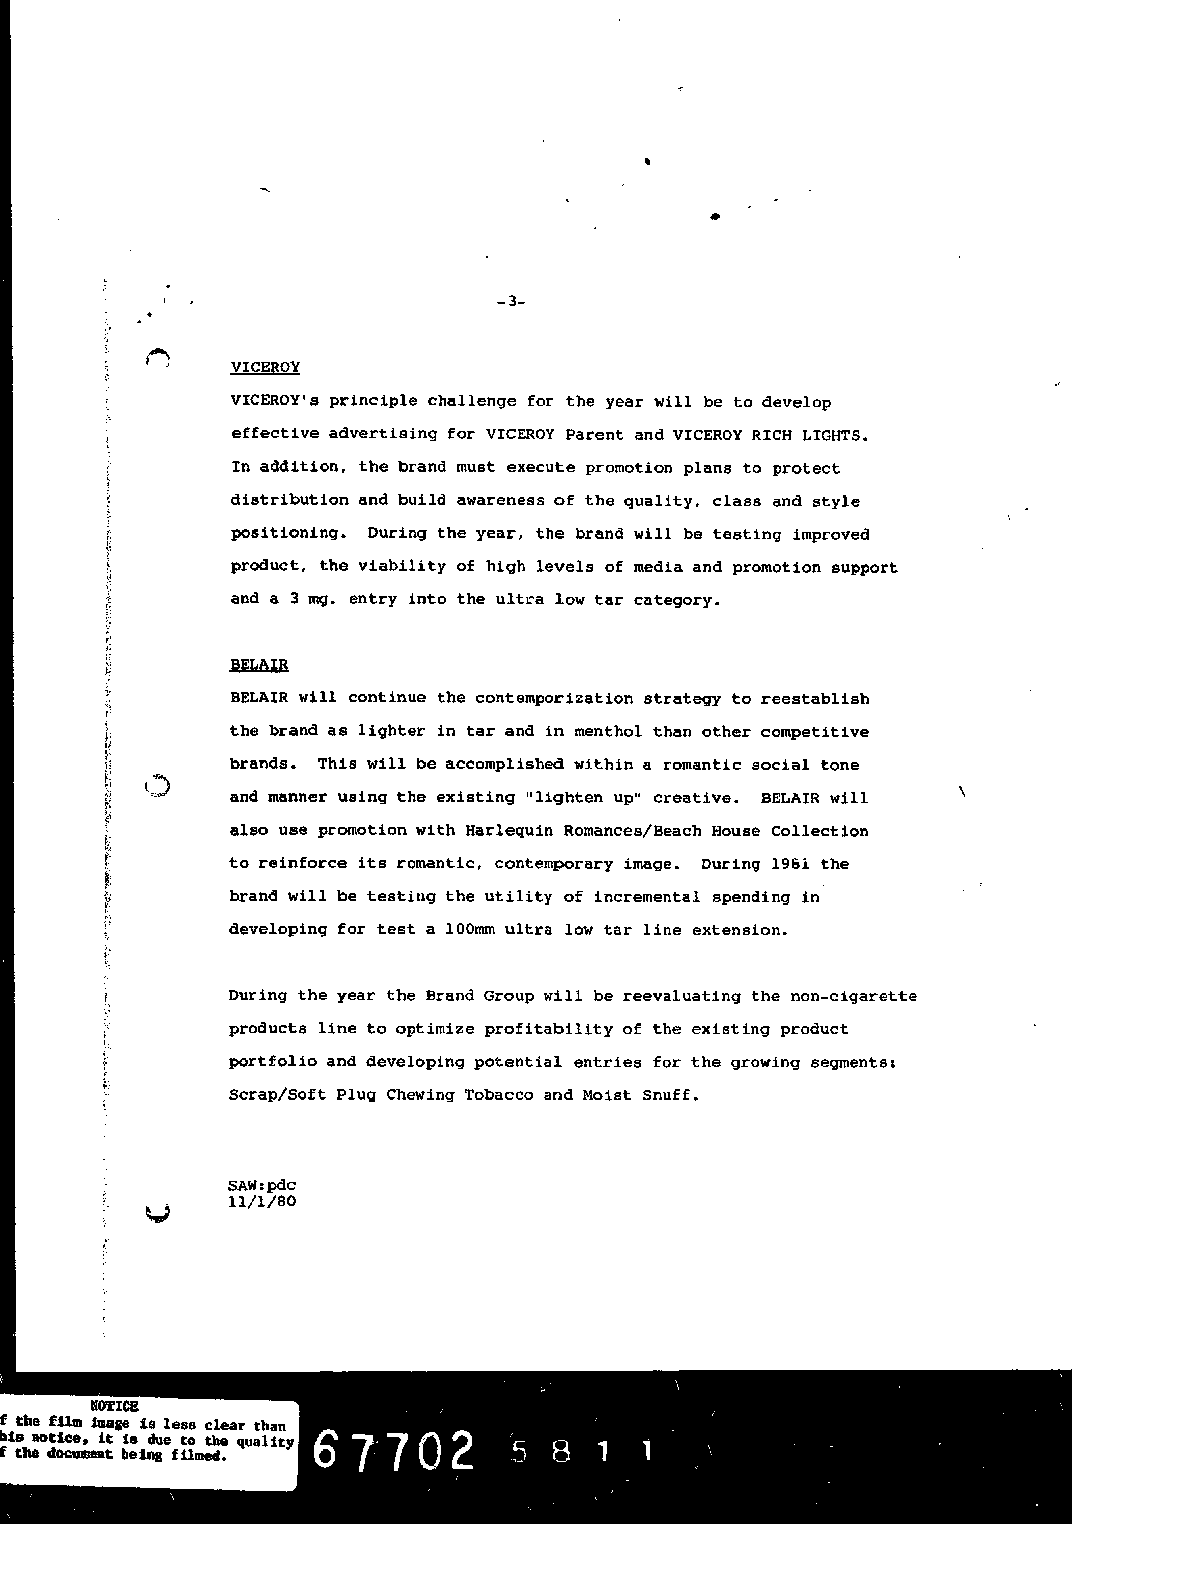 -3-
VICEROY
VICEROY's principle challenge for the year will be to develop
effective advertising for VICEROY Parent and VICEROY RICH LIGHTS.
In addition, the brand must execute promotion plans to protect
distribution and build awareness of the quality, class and style
positioning. During the year, the brand will be testing improved
product, the viability of high levels of media and promotion support
and a 3 mg. entry into the ultra low tar category.
BELAIR
BELAIR will continue the contemporization strategy to reestablish
the brand as lighter in tar and in menthol than other competitive
brands. This will be accomplished within a romantic social tone
and manner using the existing "lighten up" creative. BELAIR will
also use promotion with Harlequin Romances/Beach House Collection
to reinforce its romantic, contemporary image. During 1981 the
brand will be testing the utility of incremental spending in
developing for test a 100mm ultra low tar line extension.
During the year the Brand Group will be reevaluating the non-cigarette
products line to optimize profitability of the existing product
portfolio and developing potential entries for the growing segments:
Scrap/Soft Plug Chewing Tobacco and Moist Snuff.
SAW:pdc
11/1/80
NOTICE
f the film image is less clear than
his notice, it is due to the quality
f the document being filmed.
67702 5811